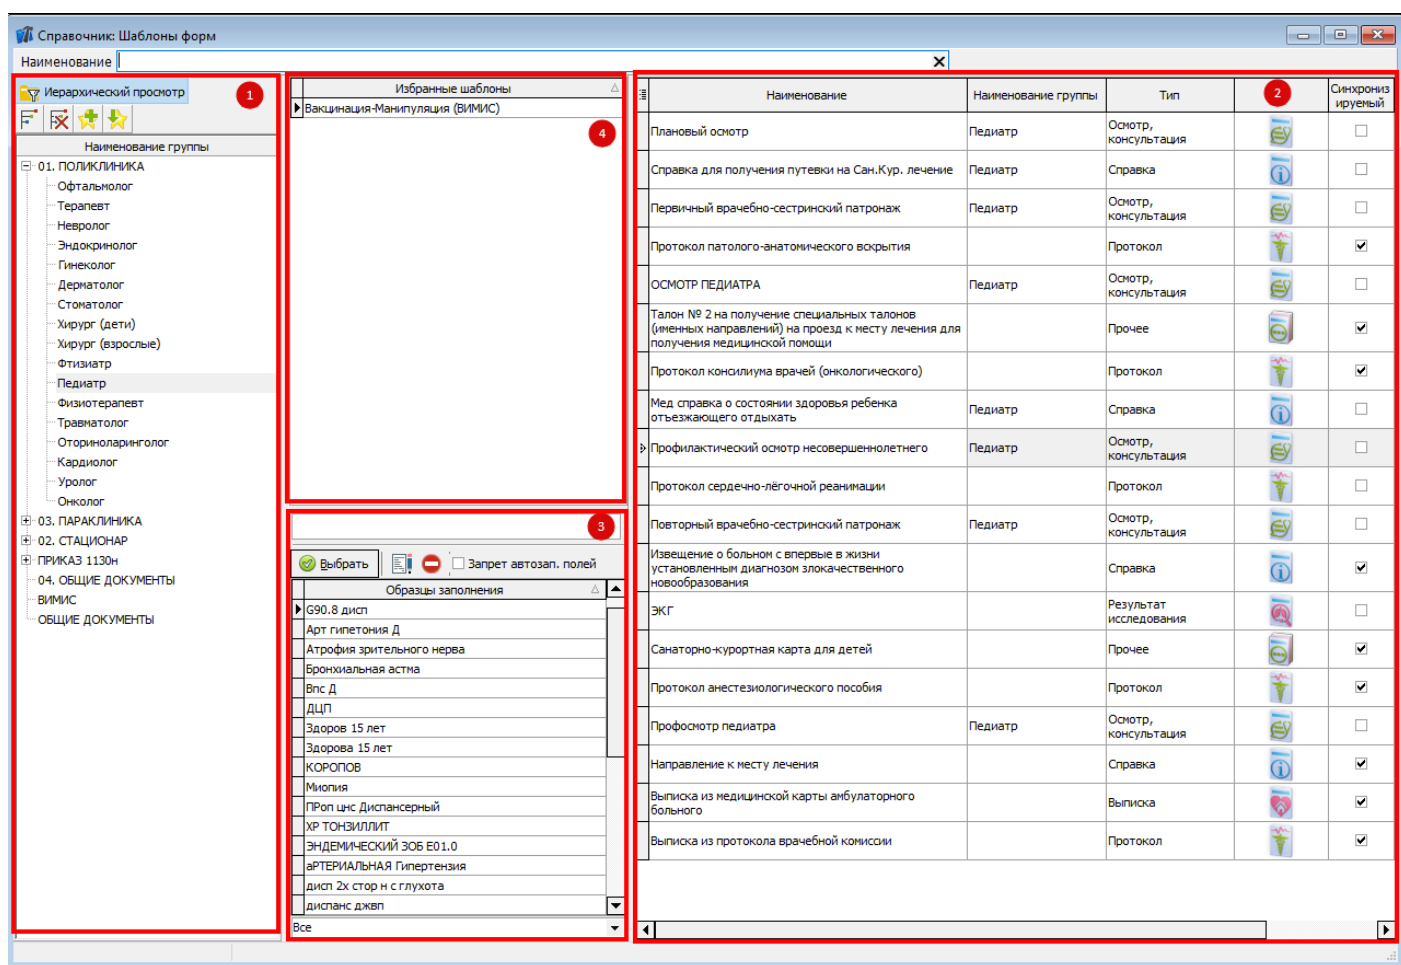 Справочник: Шаблоны форм
Наименование
Иерархический просмотр
1
Наименование группы
01. ПОЛИКЛИНИКА
Офтальмолог
Терапевт
Невролог
Эндокринолог
Гинеколог
Дерматолог
Стоматолог
Хирург (дети)
Хирург (взрослые)
Фтизиатр
Педиатр
Физиотерапевт
Травматолог
Оториноларинголог
Кардиолог
Уролог
Онколог
03. ПАРАКЛИНИКА
02. СТАЦИОНАР
ПРИКАЗ 1130н
04. ОБЩИЕ ДОКУМЕНТЫ
ВИМИС
ОБЩИЕ ДОКУМЕНТЫ
Избранные шаблоны
Вакцинация-Манипуляция (ВИМИС)
4
3
Выбрать
Запрет автозап. полей
Образцы заполнения
G90.8 дисп
Арт гипетония Д
Атрофия зрительного нерва
Бронхиальная астма
Впс Д
ДЦП
Здоров 15 лет
Здорова 15 лет
КОРОПОВ
Миопия
ПРоп цнс Диспансерный
ХР ТОНЗИЛЛИТ
ЭНДЕМИЧЕСКИЙ ЗОБ Е01.0
аРТЕРИАЛЬНАЯ Гипертензия
дисп 2х стор н с глухота
диспанс джвп
Все
Наименование
Наименование группы
Тип
2
Синхрониз
ируемый
Плановый осмотр
Педиатр
Осмотр,
консультация
Справка для получения путевки на Сан.Кур. лечение
Педиатр
Справка
Первичный врачебно-сестринский патронаж
Педиатр
Осмотр,
консультация
Протокол патолого-анатомического вскрытия
Протокол
ОСМОТР ПЕДИАТРА
Педиатр
Осмотр,
консультация
Талон № 2 на получение специальных талонов
(именных направлений) на проезд к месту лечения для
получения медицинской помощи
Прочее
Протокол консилиума врачей (онкологического)
Протокол
Мед справка о состоянии здоровья ребенка
отъезжающего отдыхать
Педиатр
Справка
Профилактический осмотр несовершеннолетнего
Педиатр
Осмотр,
консультация
Протокол сердечно-лёгочной реанимации
Протокол
Повторный врачебно-сестринский патронаж
Педиатр
Осмотр,
консультация
Извещение о больном с впервые в жизни
установленным диагнозом злокачественного
новообразования
Справка
ЭКГ
Результат
исследования
Санаторно-курортная карта для детей
Прочее
Протокол анестезиологического пособия
Протокол
Профосмотр педиатра
Педиатр
Осмотр,
консультация
Направление к месту лечения
Справка
Выписка из медицинской карты амбулаторного
больного
Выписка
Выписка из протокола врачебной комиссии
Протокол